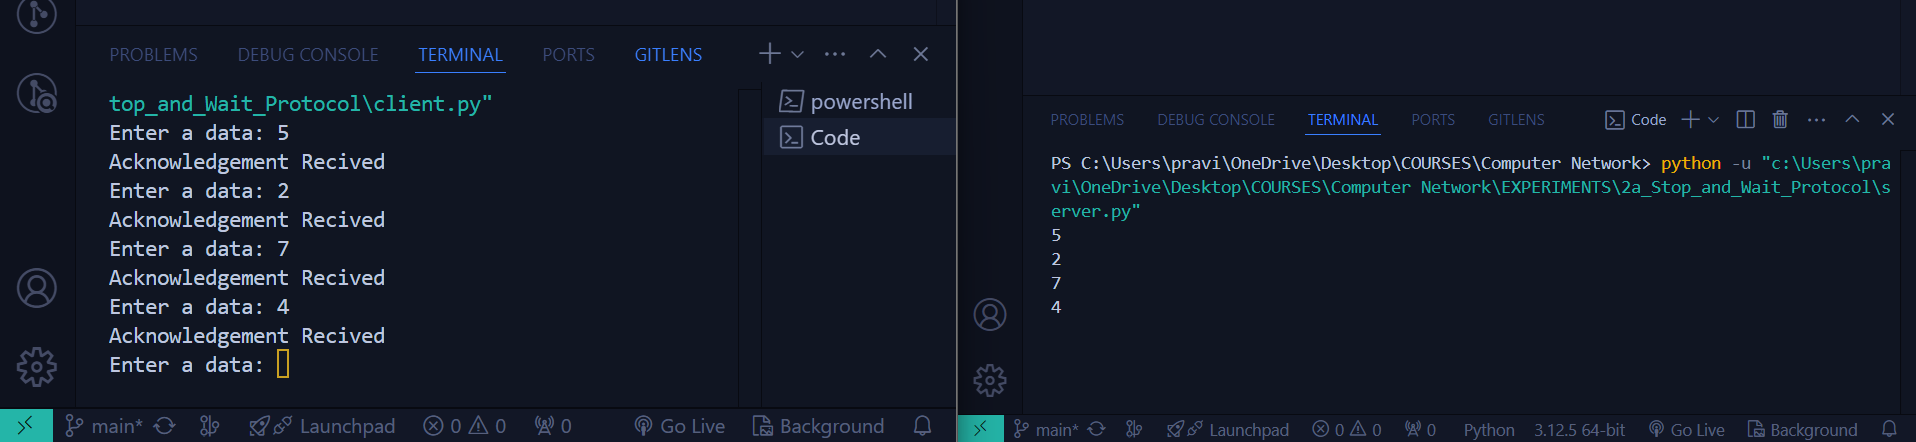 PROBLEMS DEBUG CONSOLE TERMINAL PORTS GITLENS
top_and_Wait_Protocol\client.py"
Enter a data: 5
Acknowledgement Recived
Enter a data: 2
Acknowledgement Recived
Enter a data: 7
Acknowledgement Recived
Enter a data: 4
Acknowledgement Recived
Enter a data:
powershell
Code
main* Launchpad 0 0 0 Go Live Background
PROBLEMS DEBUG CONSOLE TERMINAL PORTS GITLENS Code
PS C:\Users\pravi\OneDrive\Desktop\COURSES\Computer Network> python -u "c:\Users\pra
vi\OneDrive\Desktop\COURSES\Computer Network\EXPERIMENTS\2a_Stop_and_Wait_Protocol\s
erver.py"
5
2
7
4
main* Launchpad 0 0 0 Python 3.12.5 64-bit Go Live Background